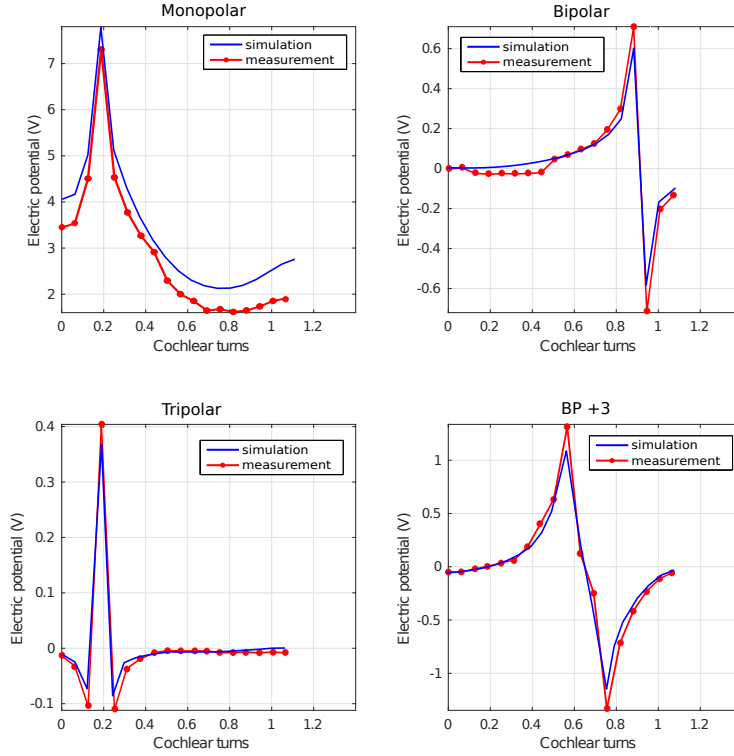 Monopolar
Electric potential (V)
7
6
5
4
3
2
simulation
measurement
0 0.2 0.4 0.6 0.8 1 1.2
Cochlear turns
Bipolar
Electric potential (V)
0.6
0.4
0.2
0
-0.2
-0.4
-0.6
simulation
measurement
0 0.2 0.4 0.6 0.8 1 1.2
Cochlear turns
Tripolar
Electric potential (V)
0.4
0.3
0.2
0.1
0
-0.1
simulation
measurement
0 0.2 0.4 0.6 0.8 1 1.2
Cochlear turns
BP +3
Electric potential (V)
1
0.5
0
-0.5
-1
simulation
measurement
0 0.2 0.4 0.6 0.8 1 1.2
Cochlear turns